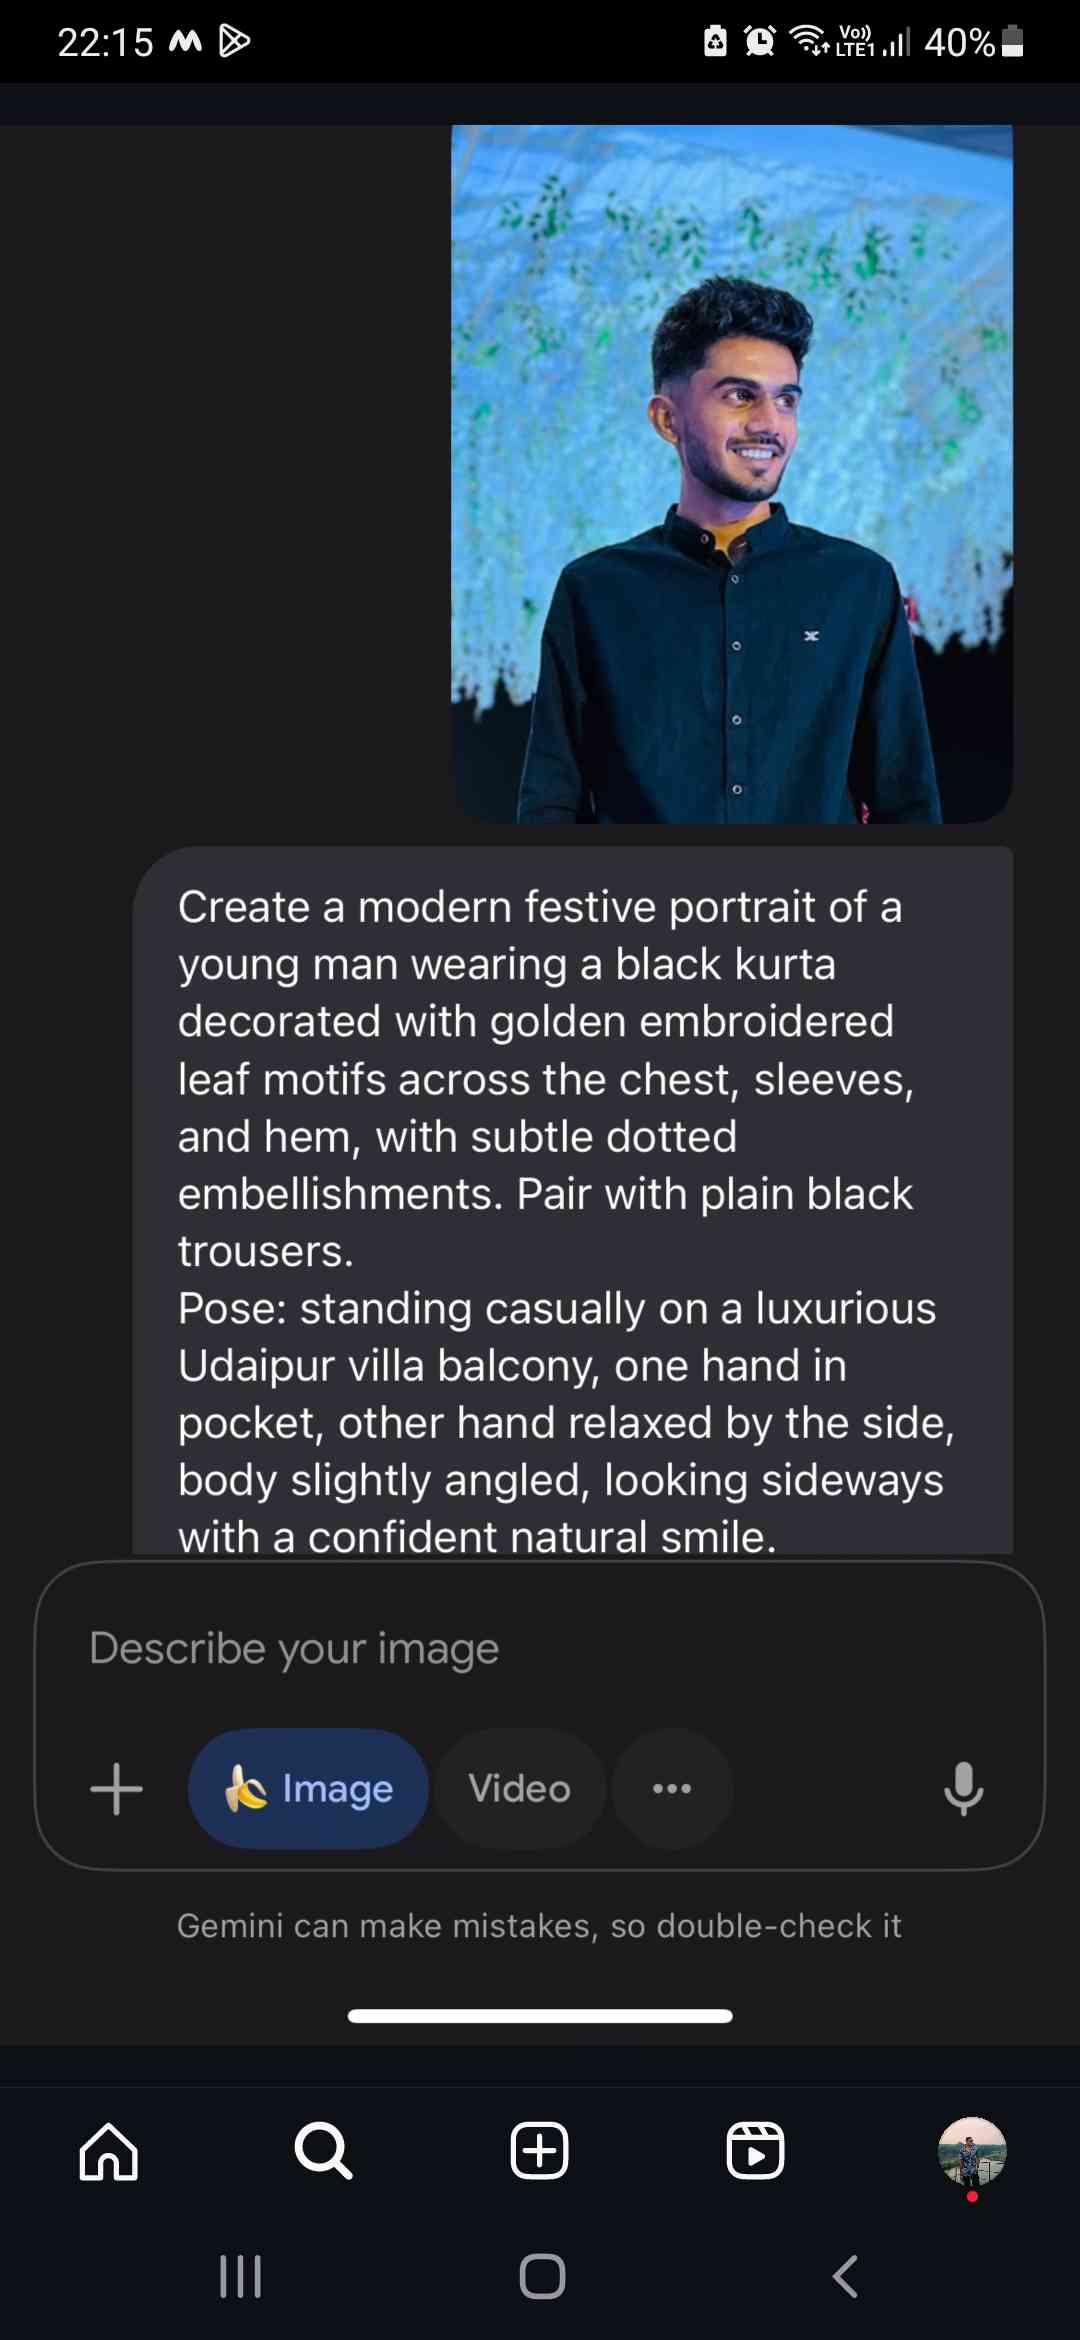 22:15
Vo))
LTE1
40%
Create a modern festive portrait of a
young man wearing a black kurta
decorated with golden embroidered
leaf motifs across the chest, sleeves,
and hem, with subtle dotted
embellishments. Pair with plain black
trousers.
Pose: standing casually on a luxurious
Udaipur villa balcony, one hand in
pocket, other hand relaxed by the side,
body slightly angled, looking sideways
with a confident natural smile.
Describe your image
Image
Video
Gemini can make mistakes, so double-check it